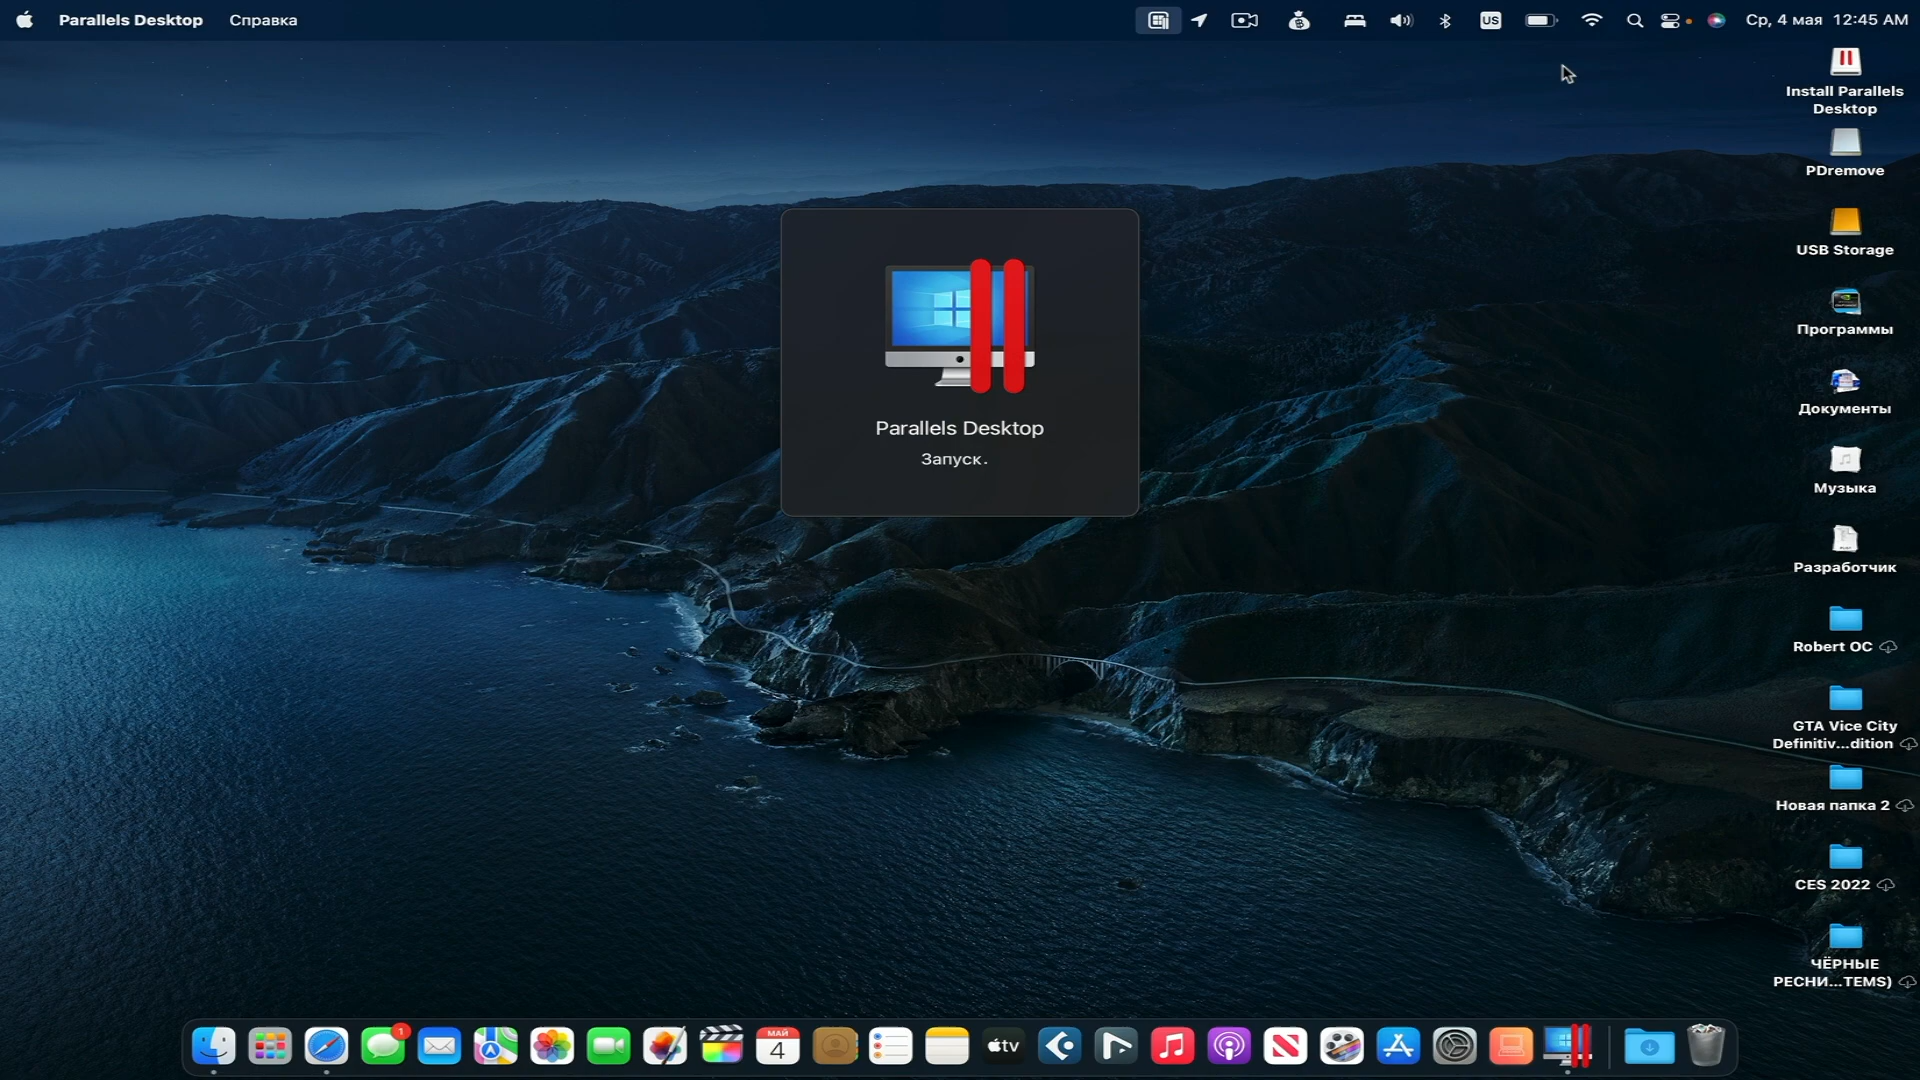 Parallels Desktop Справка
US
Ср, 4 мая 12:45 AM
Install Parallels
Desktop
PDremove
USB Storage
Программы
Документы
Музыка
Разработчик
Robert OC
GTA Vice City
Definitiv...dition
Новая папка 2
CES 2022
ЧЁРНЫЕ
РЕСНИ...TEMS)
Parallels Desktop
Запуск.
1
МАЙ
4
tv